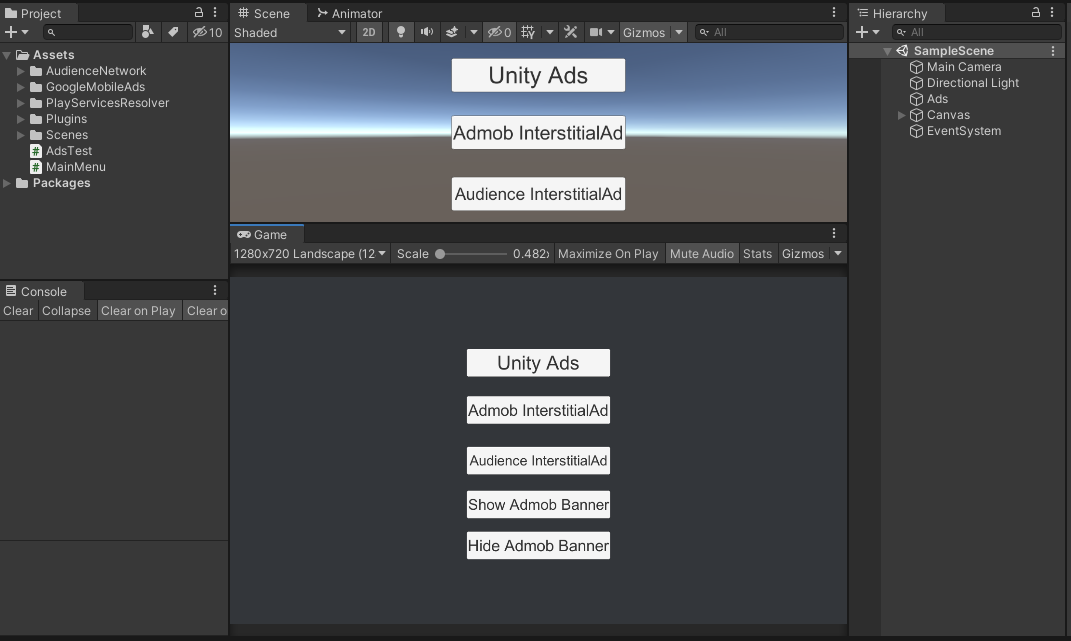 Project
10
Assets
AudienceNetwork
GoogleMobileAds
PlayServicesResolver
Plugins
Scenes
AdsTest
MainMenu
Packages
Console
Clear
Collapse
Clear on Play
Clear o
Scene
Animator
Shaded
2D
0
Gizmos
All
Unity Ads
Admob InterstitialAd
Audience InterstitialAd
Game
1280x720 Landscape (12
Scale
0.482x
Maximize On Play
Mute Audio
Stats
Gizmos
Unity Ads
Admob InterstitialAd
Audience InterstitialAd
Show Admob Banner
Hide Admob Banner
Hierarchy
All
SampleScene
Main Camera
Directional Light
Ads
Canvas
EventSystem